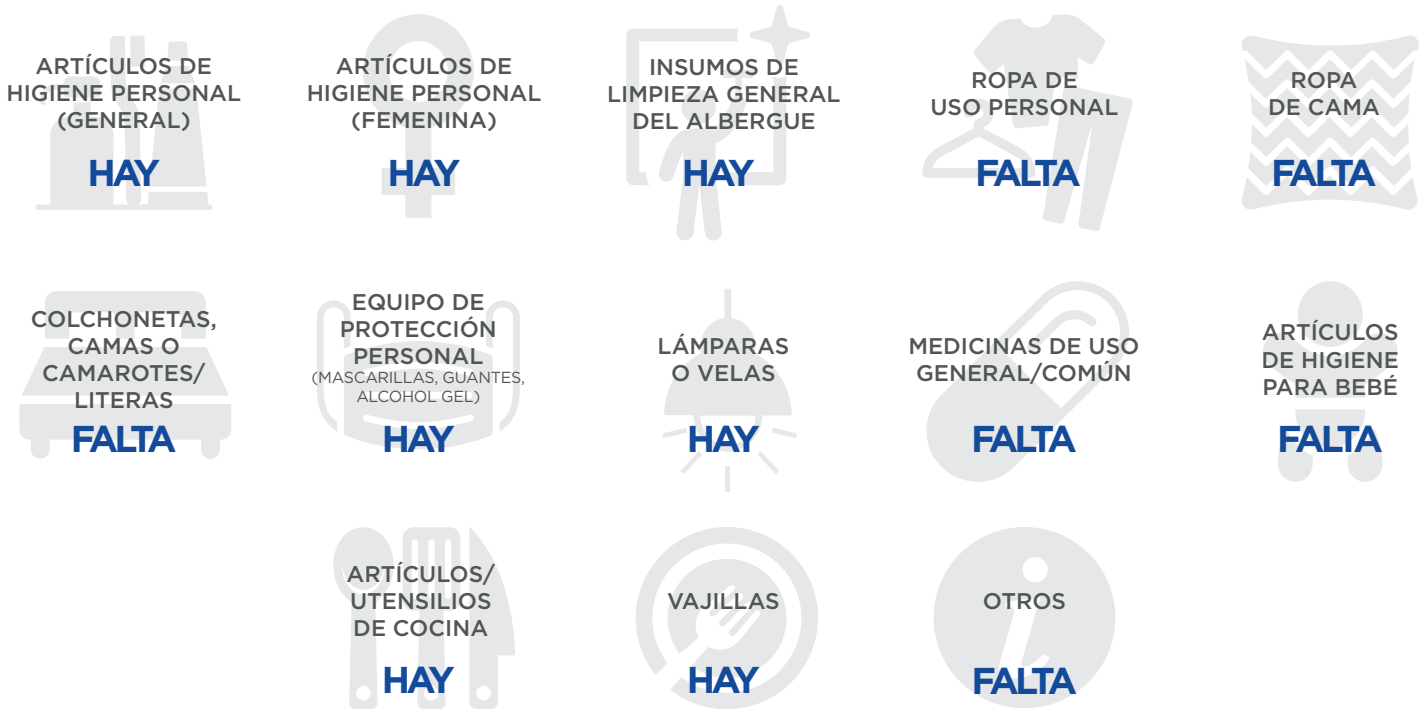 ARTÍCULOS DE
HIGIENE PERSONAL
(GENERAL)
HAY
ARTÍCULOS DE
HIGIENE PERSONAL
(FEMENINA)
HAY
INSUMOS DE
LIMPIEZA GENERAL
DEL ALBERGUE
HAY
ROPA DE
USO PERSONAL
FALTA
ROPA
DE CAMA
FALTA
COLCHONETAS,
CAMAS O
CAMAROTES/
LITERAS
FALTA
EQUIPO DE
PROTECCIÓN
PERSONAL
(MASCARILLAS, GUANTES,
ALCOHOL GEL)
HAY
LÁMPARAS
O VELAS
HAY
MEDICINAS DE USO
GENERAL/COMÚN
FALTA
ARTÍCULOS
DE HIGIENE
PARA BEBÉ
FALTA
ARTÍCULOS/
UTENSILIOS
DE COCINA
HAY
VAJILLAS
HAY
OTROS
FALTA